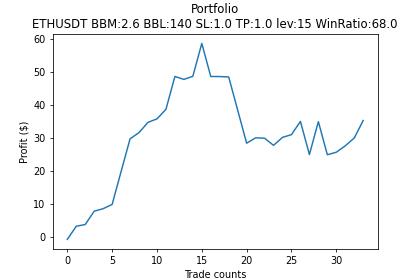 Portfolio
ETHUSDT BBM:2.6 BBL:140 SL:1.0 TP:1.0 lev:15 WinRatio:68.0
60
50
40
30
20
10
0
Profit ($)
0 5 10 15 20 25 30
Trade counts